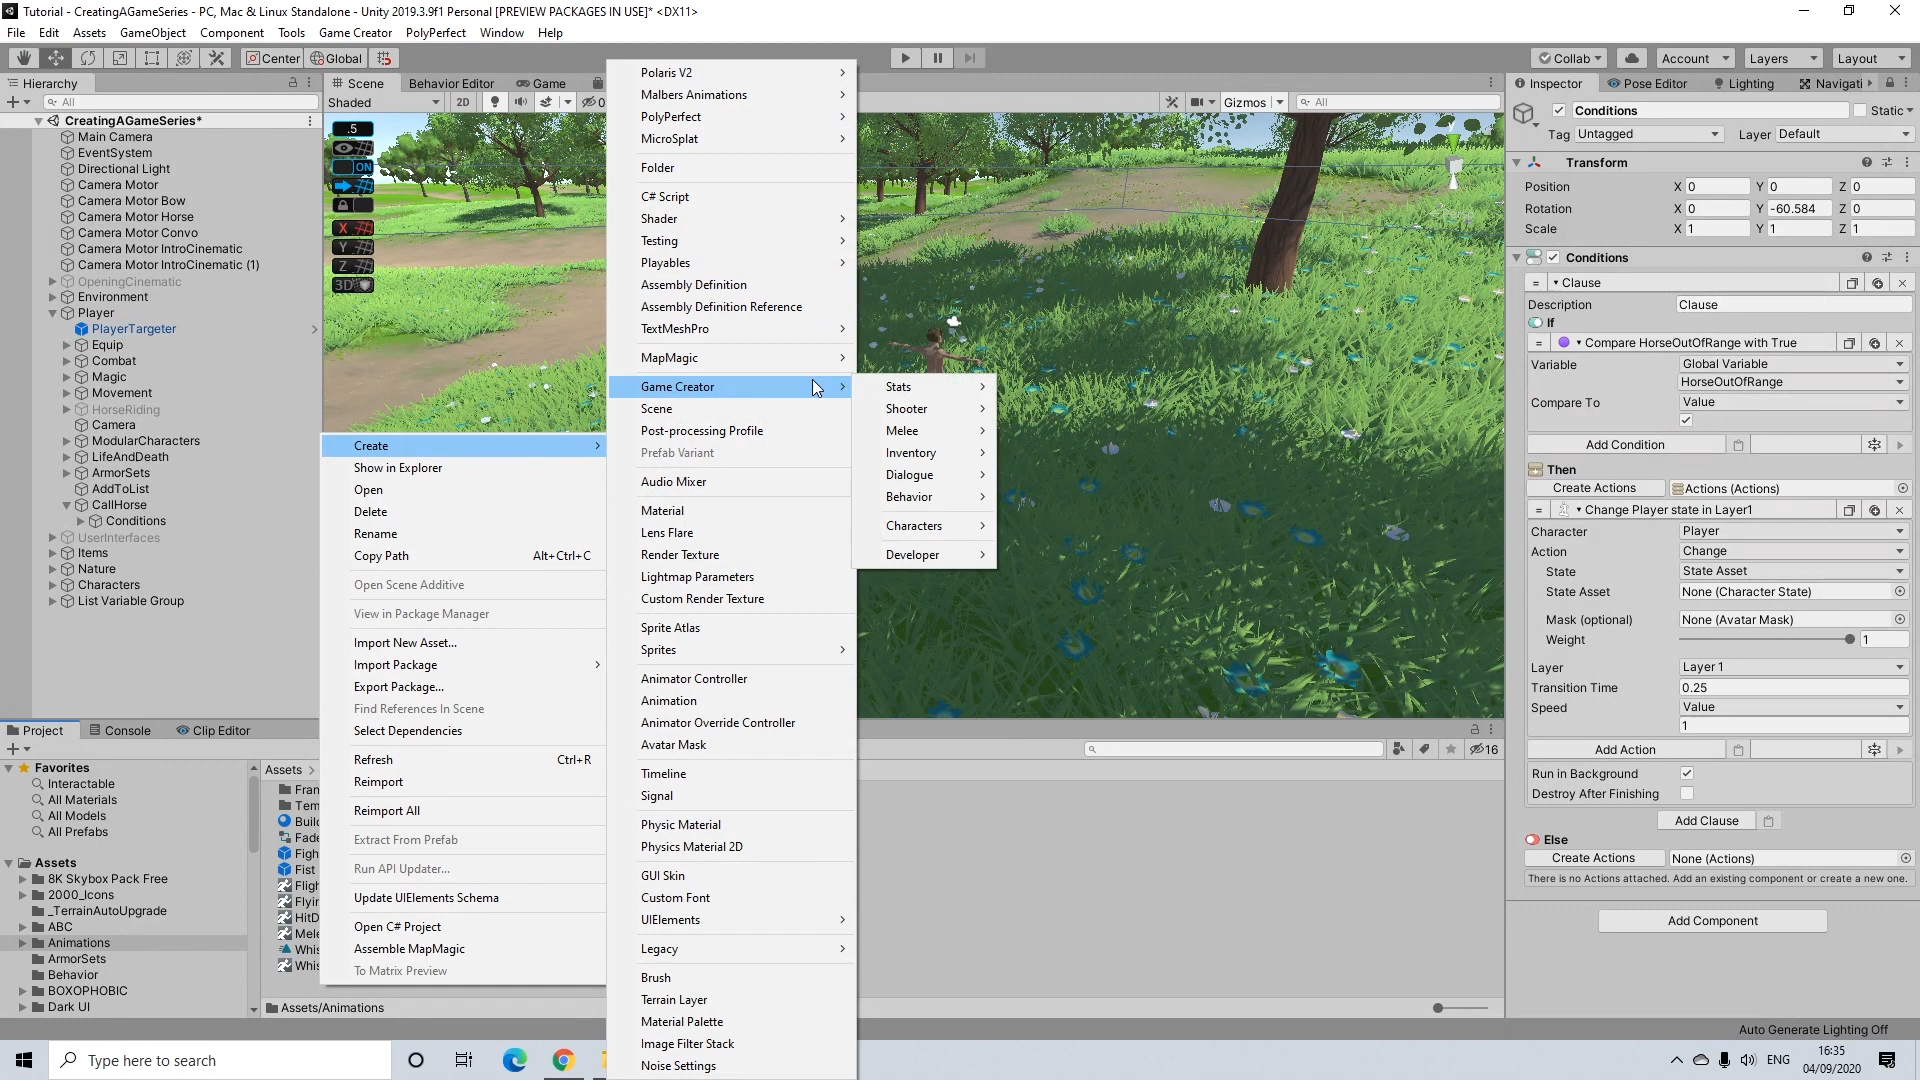 Tutorial - CreatingAGameSeries - PC, Mac & Linux Standalone - Unity 2019.3.9f1 Personal [PREVIEW PACKAGES IN USE]* <DX11>
File Edit Assets GameObject Component Tools Game Creator PolyPerfect Window Help
Center Global Collab Account Layers Layout
Hierarchy
All
CreatingAGameSeries*
Main Camera
EventSystem
Directional Light
Camera Motor
Camera Motor Bow
Camera Motor Horse
Camera Motor Convo
Camera Motor IntroCinematic
Camera Motor IntroCinematic (1)
OpeningCinematic
Environment
Player
PlayerTargeter
Equip
Combat
Magic
Movement
HorseRiding
Camera
ModularCharacters
LifeAndDeath
ArmorSets
AddToList
CallHorse
Conditions
UserInterfaces
Items
Nature
Characters
List Variable Group
Scene Behavior Editor Game
Shaded 2D 0 Gizmos All
.5
ON
X
Y
Z
3D
Create
Show in Explorer
Open
Delete
Rename
Copy Path Alt+Ctrl+C
Open Scene Additive
View in Package Manager
Import New Asset...
Import Package
Export Package...
Find References In Scene
Select Dependencies
Refresh Ctrl+R
Reimport
Reimport All
Extract From Prefab
Run API Updater...
Update UIElements Schema
Open C# Project
Assemble MapMagic
To Matrix Preview
Polaris V2
Malbers Animations
PolyPerfect
MicroSplat
Folder
C# Script
Shader
Testing
Playables
Assembly Definition
Assembly Definition Reference
TextMeshPro
MapMagic
Game Creator
Scene
Post-processing Profile
Prefab Variant
Audio Mixer
Material
Lens Flare
Render Texture
Lightmap Parameters
Custom Render Texture
Sprite Atlas
Sprites
Animator Controller
Animation
Animator Override Controller
Avatar Mask
Timeline
Signal
Physic Material
Physics Material 2D
GUI Skin
Custom Font
UIElements
Legacy
Brush
Terrain Layer
Material Palette
Image Filter Stack
Noise Settings
Stats
Shooter
Melee
Inventory
Dialogue
Behavior
Characters
Developer
Inspector Pose Editor Lighting Navigati
Conditions Static
Tag Untagged Layer Default
Transform
Position X 0 Y 0 Z 0
Rotation X 0 Y -60.584 Z 0
Scale X 1 Y 1 Z 1
Conditions
Clause
Description Clause
If
Compare HorseOutOfRange with True
Variable Global Variable
HorseOutOfRange
Compare To Value
Add Condition
Then
Create Actions Actions (Actions)
Change Player state in Layer1
Character Player
Action Change
State State Asset
State Asset None (Character State)
Mask (optional) None (Avatar Mask)
Weight 1
Layer Layer 1
Transition Time 0.25
Speed Value
1
Add Action
Run in Background
Destroy After Finishing
Add Clause
Else
Create Actions None (Actions)
There is no Actions attached. Add an existing component or create a new one.
Add Component
Project Console Clip Editor
16
Favorites
Interactable
All Materials
All Models
All Prefabs
Assets
8K Skybox Pack Free
2000_Icons
_TerrainAutoUpgrade
ABC
Animations
ArmorSets
Behavior
BOXOPHOBIC
Dark UI
Assets
Fran
Tem
Build
Fade
Figh
Fist
Fligh
Flyin
HitD
Mele
Whis
Whis
Assets/Animations
Auto Generate Lighting Off
Type here to search
ENG
16:35
04/09/2020